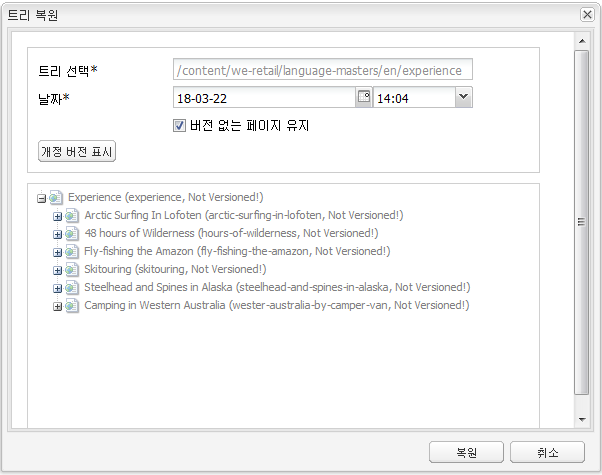 트리 복원
트리 선택*
/content/we-retail/language-masters/en/experience
날짜*
18-03-22
14:04
버전 없는 페이지 유지
개정 버전 표시
Experience (experience, Not Versioned!)
Arctic Surfing In Lofoten (arctic-surfing-in-lofoten, Not Versioned!)
48 hours of Wilderness (hours-of-wilderness, Not Versioned!)
Fly-fishing the Amazon (fly-fishing-the-amazon, Not Versioned!)
Skitouring (skitouring, Not Versioned!)
Steelhead and Spines in Alaska (steelhead-and-spines-in-alaska, Not Versioned!)
Camping in Western Australia (wester-australia-by-camper-van, Not Versioned!)
복원
취소